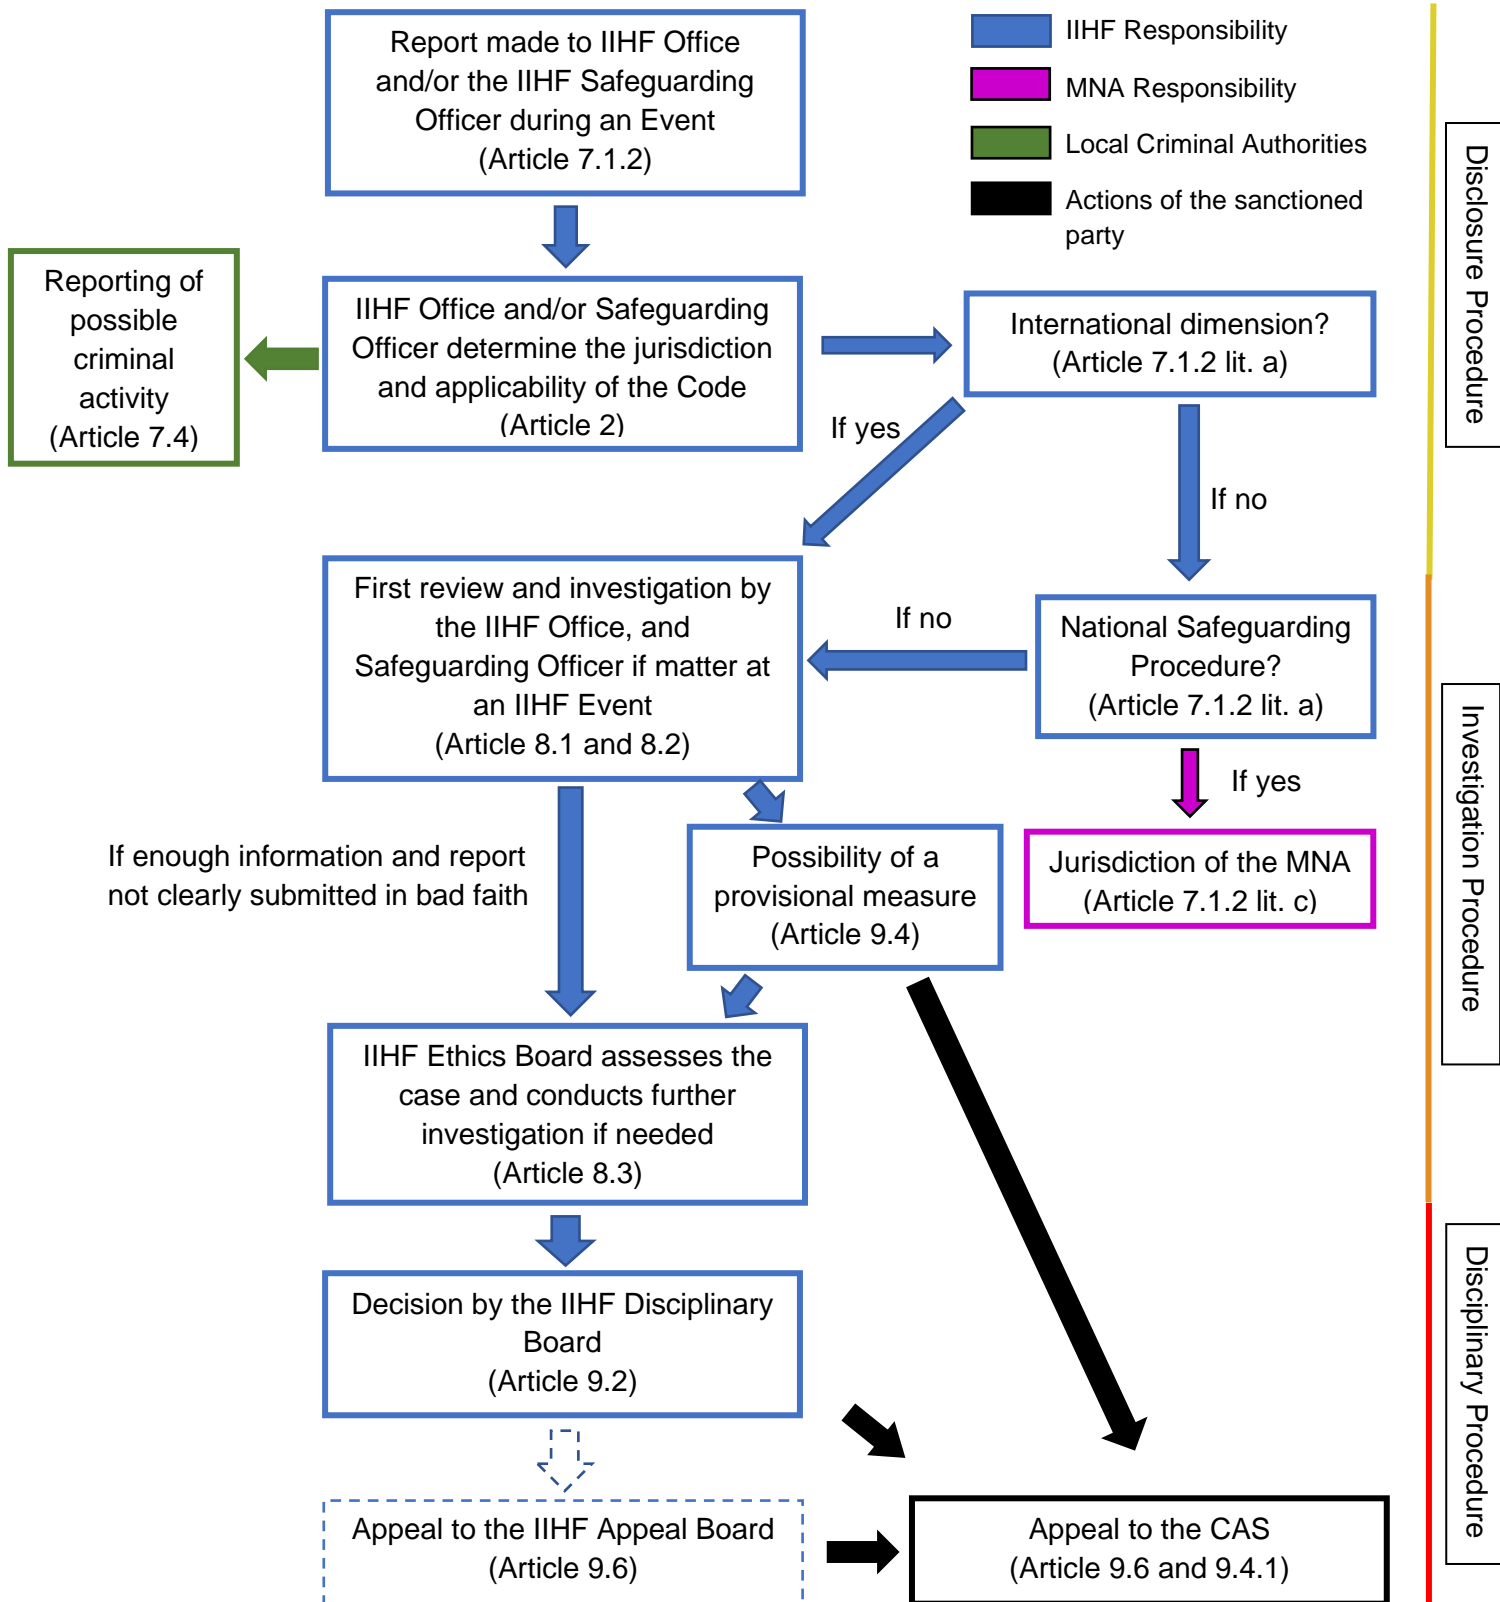 Report made to IIHF Office
and/or the IIHF Safeguarding
Officer during an Event
(Article 7.1.2)
IIHF Responsibility
MNA Responsibility
Local Criminal Authorities
Actions of the sanctioned
party
Disclosure Procedure
Reporting of
possible
criminal
activity
(Article 7.4)
IIHF Office and/or Safeguarding
Officer determine the jurisdiction
and applicability of the Code
(Article 2)
International dimension?
(Article 7.1.2 lit. a)
If yes
If no
First review and investigation by
the IIHF Office, and
Safeguarding Officer if matter at
an IIHF Event
(Article 8.1 and 8.2)
If no
National Safeguarding
Procedure?
(Article 7.1.2 lit. a)
Investigation Procedure
If yes
If enough information and report
not clearly submitted in bad faith
Possibility of a
provisional measure
(Article 9.4)
Jurisdiction of the MNA
(Article 7.1.2 lit. c)
IIHF Ethics Board assesses the
case and conducts further
investigation if needed
(Article 8.3)
Decision by the IIHF Disciplinary
Board
(Article 9.2)
Disciplinary Procedure
Appeal to the IIHF Appeal Board
(Article 9.6)
Appeal to the CAS
(Article 9.6 and 9.4.1)